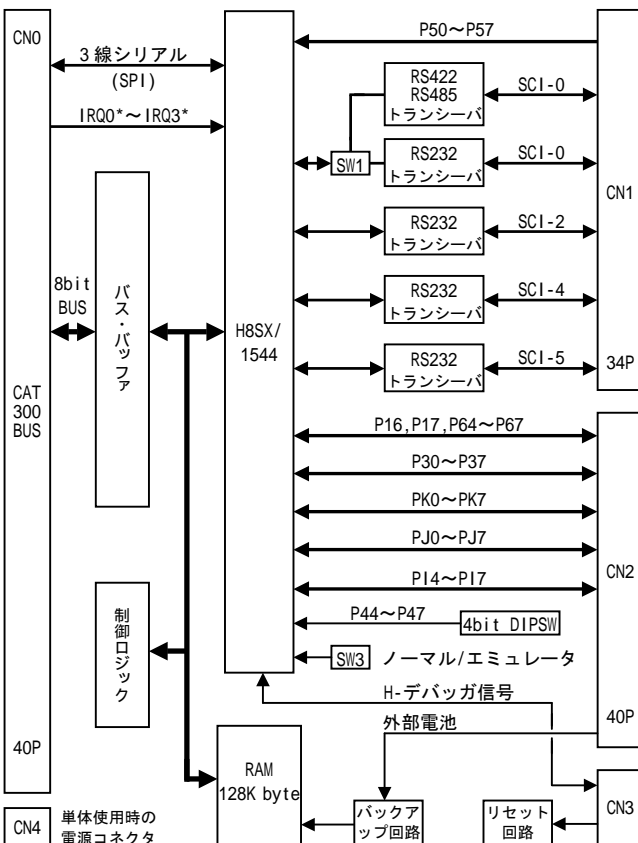 CN0
3線シリアル
(SPI)
IRQ0*～IRQ3*
8bit
BUS
バス・バッファ
CAT
300
BUS
制御ロジック
40P
CN4
単体使用時の
電源コネクタ
H8SX/
1544
P50～P57
RS422
RS485
トランシーバ
SCI-0
SW1
RS232
トランシーバ
SCI-0
RS232
トランシーバ
SCI-2
RS232
トランシーバ
SCI-4
RS232
トランシーバ
SCI-5
CN1
34P
P16,P17,P64～P67
P30～P37
PK0～PK7
PJ0～PJ7
PI4～PI7
P44～P47
4bit DIPSW
SW3
ノーマル/エミュレータ
H-デバッガ信号
外部電池
CN2
40P
RAM
128K byte
バックア
ップ回路
リセット
回路
CN3